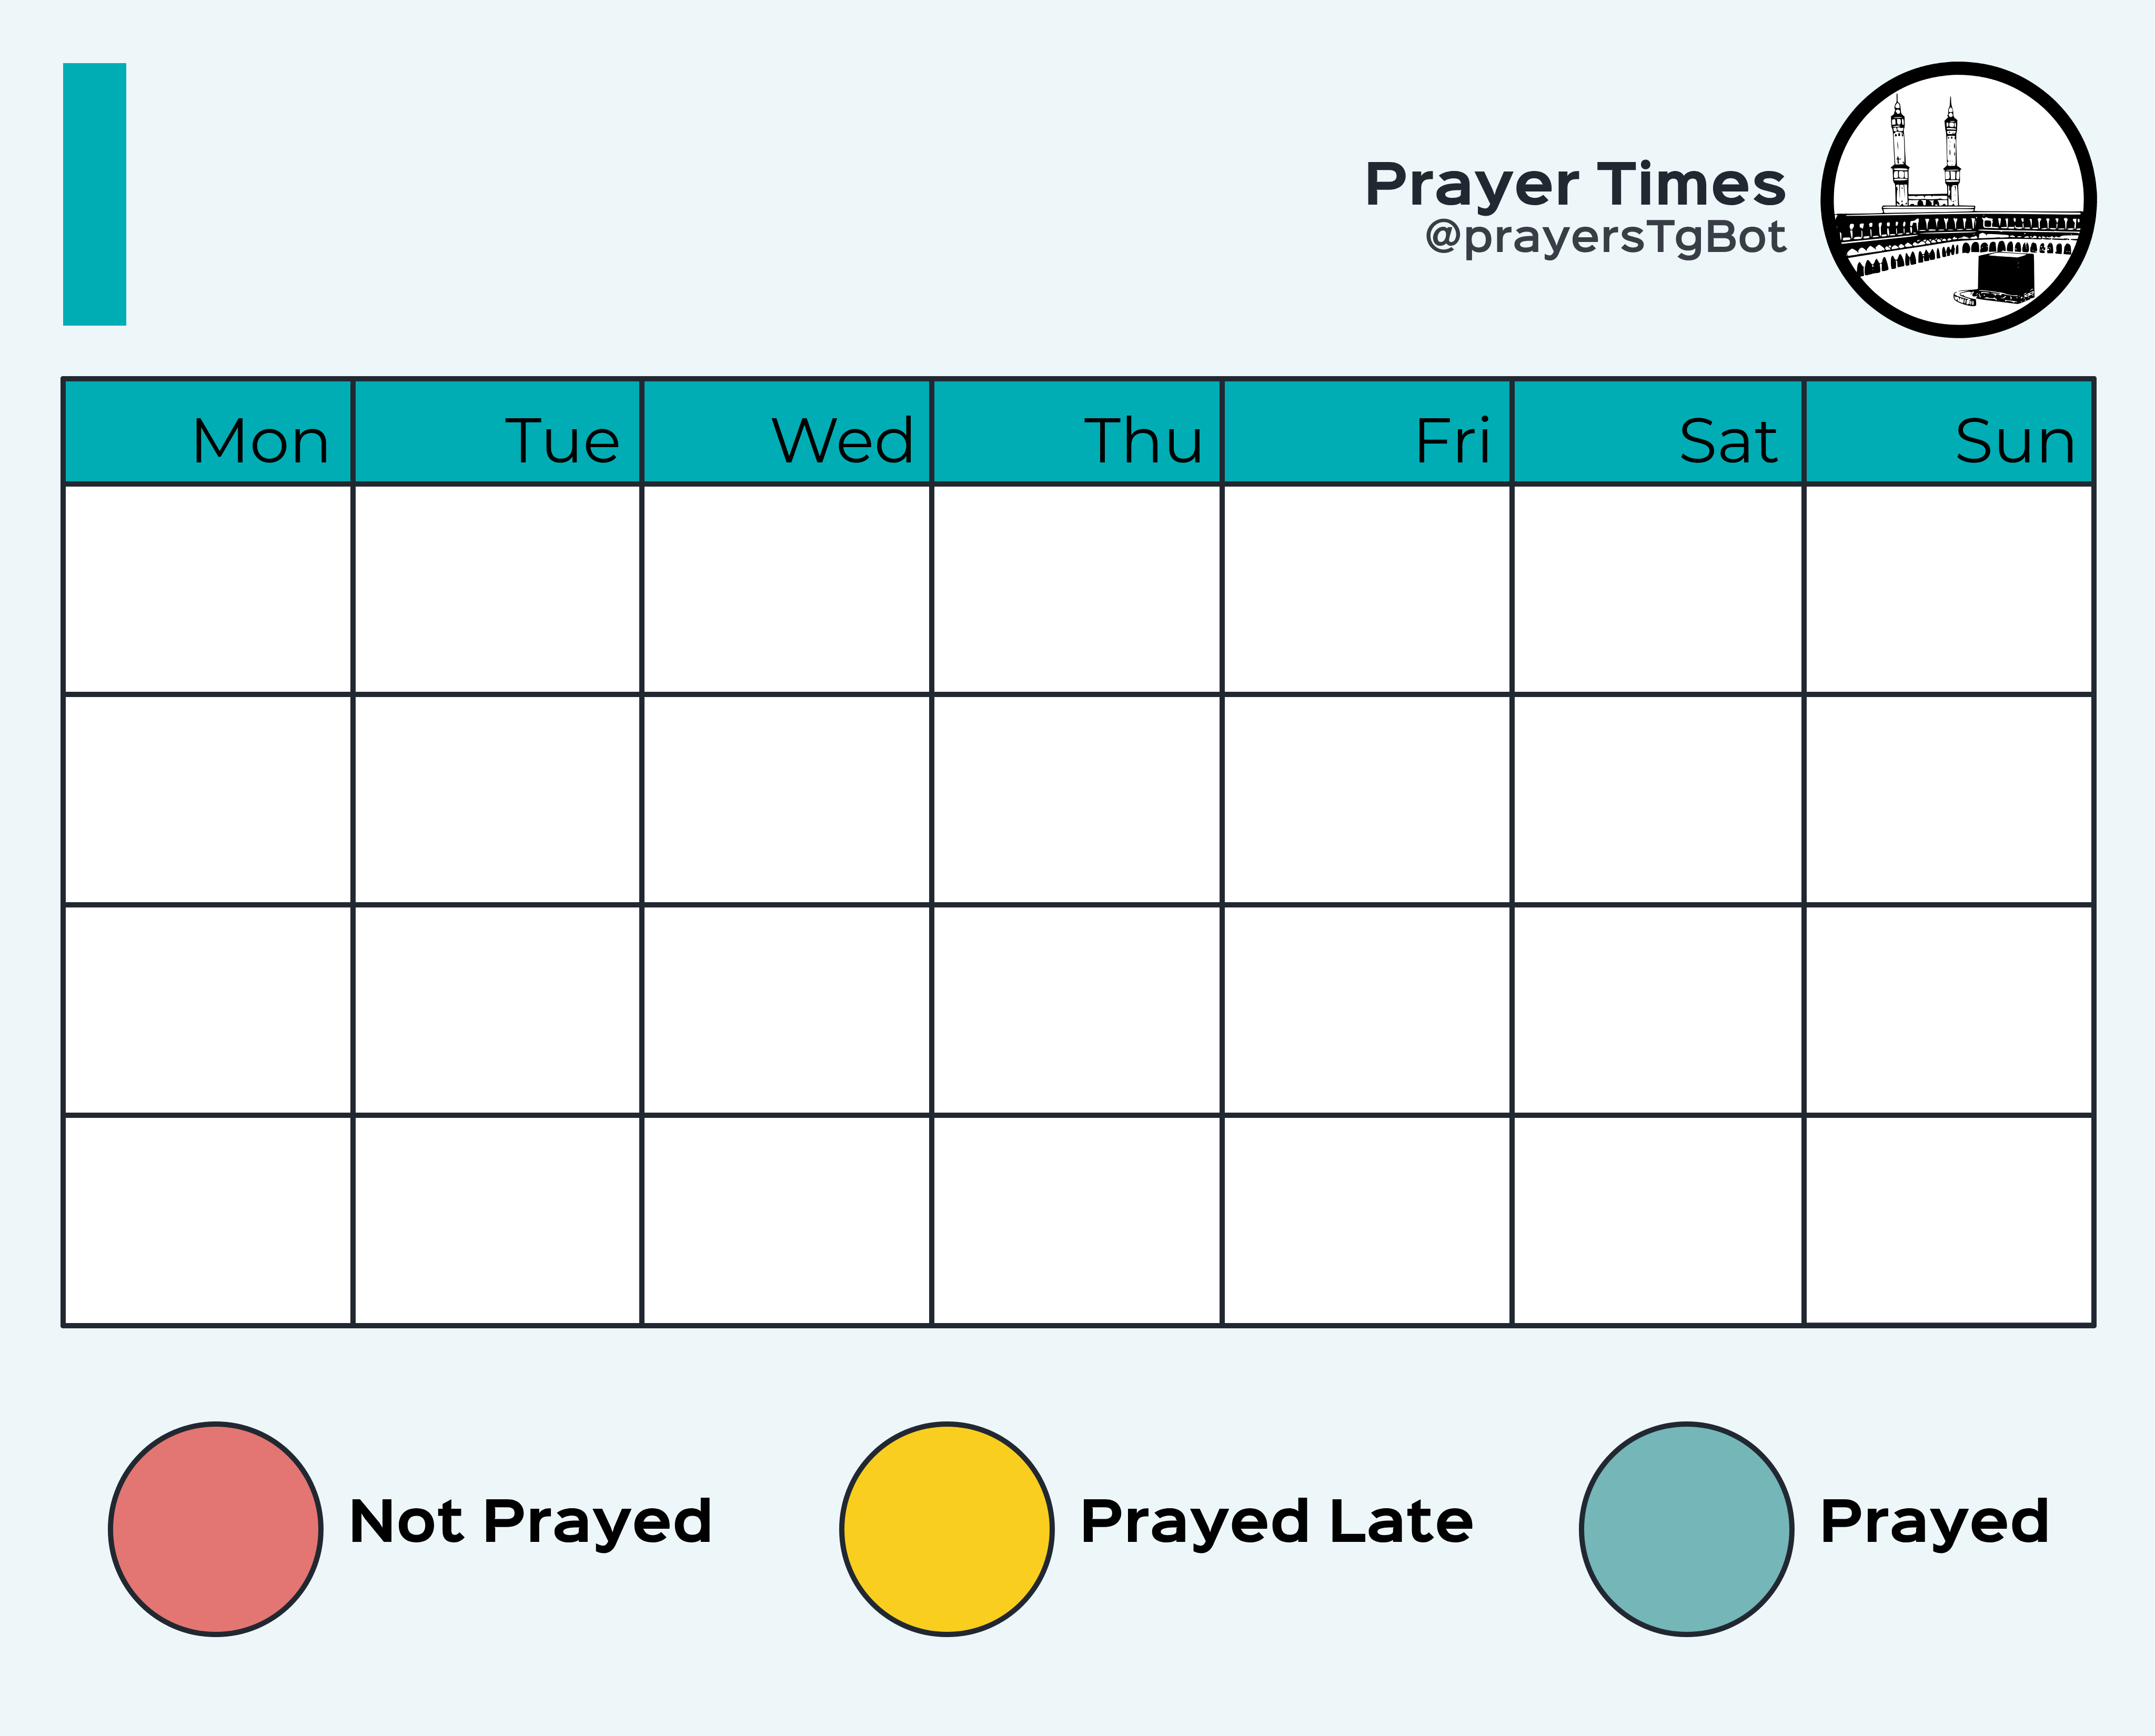 Prayer Times
@prayersTgBot
Mon Tue Wed Thu Fri Sat Sun
Not Prayed Prayed Late Prayed